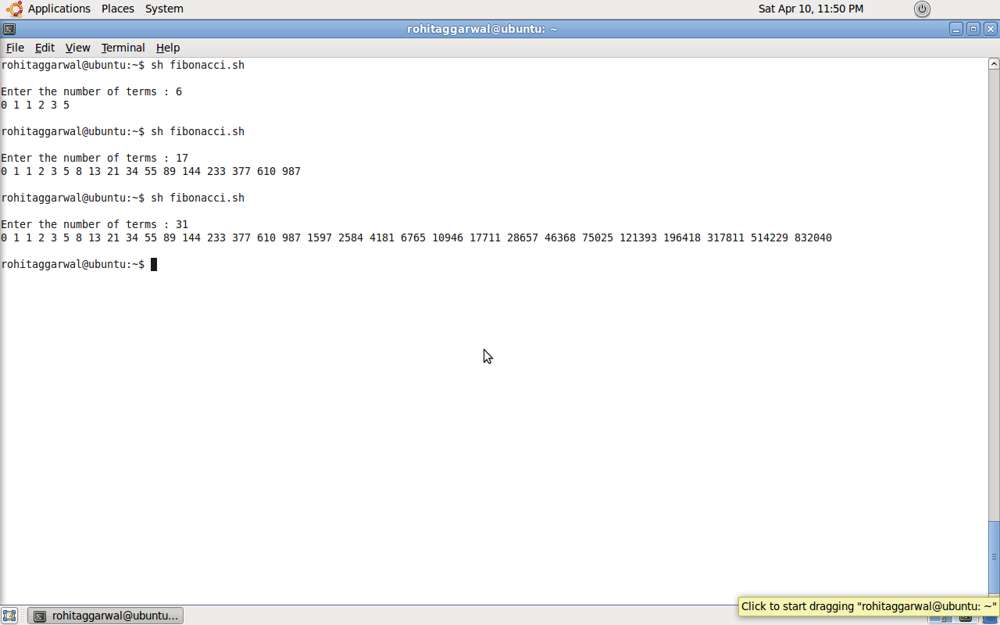 Applications Places System Sat Apr 10, 11:50 PM
rohitaggarwal@ubuntu: ~
File Edit View Terminal Help
rohitaggarwal@ubuntu:~$ sh fibonacci.sh
Enter the number of terms : 6
0 1 1 2 3 5
rohitaggarwal@ubuntu:~$ sh fibonacci.sh
Enter the number of terms : 17
0 1 1 2 3 5 8 13 21 34 55 89 144 233 377 610 987
rohitaggarwal@ubuntu:~$ sh fibonacci.sh
Enter the number of terms : 31
0 1 1 2 3 5 8 13 21 34 55 89 144 233 377 610 987 1597 2584 4181 6765 10946 17711 28657 46368 75025 121393 196418 317811 514229 832040
rohitaggarwal@ubuntu:~$
Click to start dragging "rohitaggarwal@ubuntu: ~"
rohitaggarwal@ubuntu...